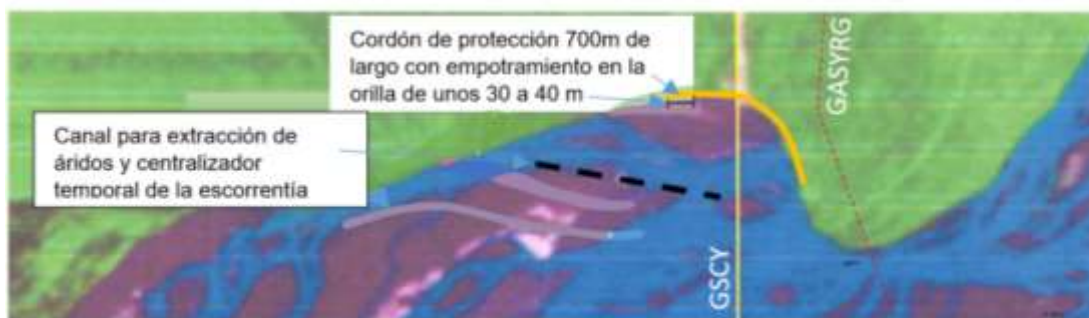 Cordón de protección 700m de
largo con empotramiento en la
orilla de unos 30 a 40 m
Canal para extracción de
áridos y centralizador
temporal de la escorrentía
GASYRG
GSCY